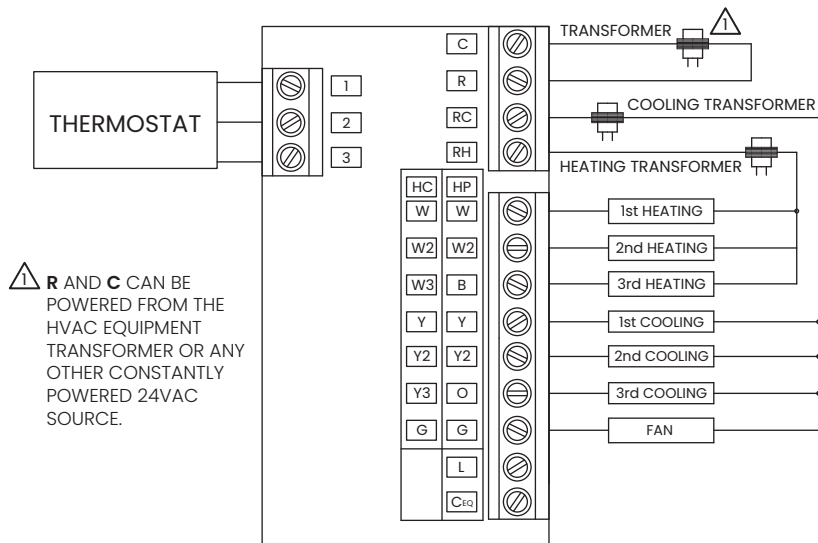 TRANSFORMER
1
C
R
RC
COOLING TRANSFORMER
RH
HEATING TRANSFORMER
THERMOSTAT
1
2
3
HC HP
W W 1st HEATING
W2 W2 2nd HEATING
W3 B 3rd HEATING
Y Y 1st COOLING
Y2 Y2 2nd COOLING
Y3 O 3rd COOLING
G G FAN
L
CEQ
1 R AND C CAN BE
POWERED FROM THE
HVAC EQUIPMENT
TRANSFORMER OR ANY
OTHER CONSTANTLY
POWERED 24VAC
SOURCE.